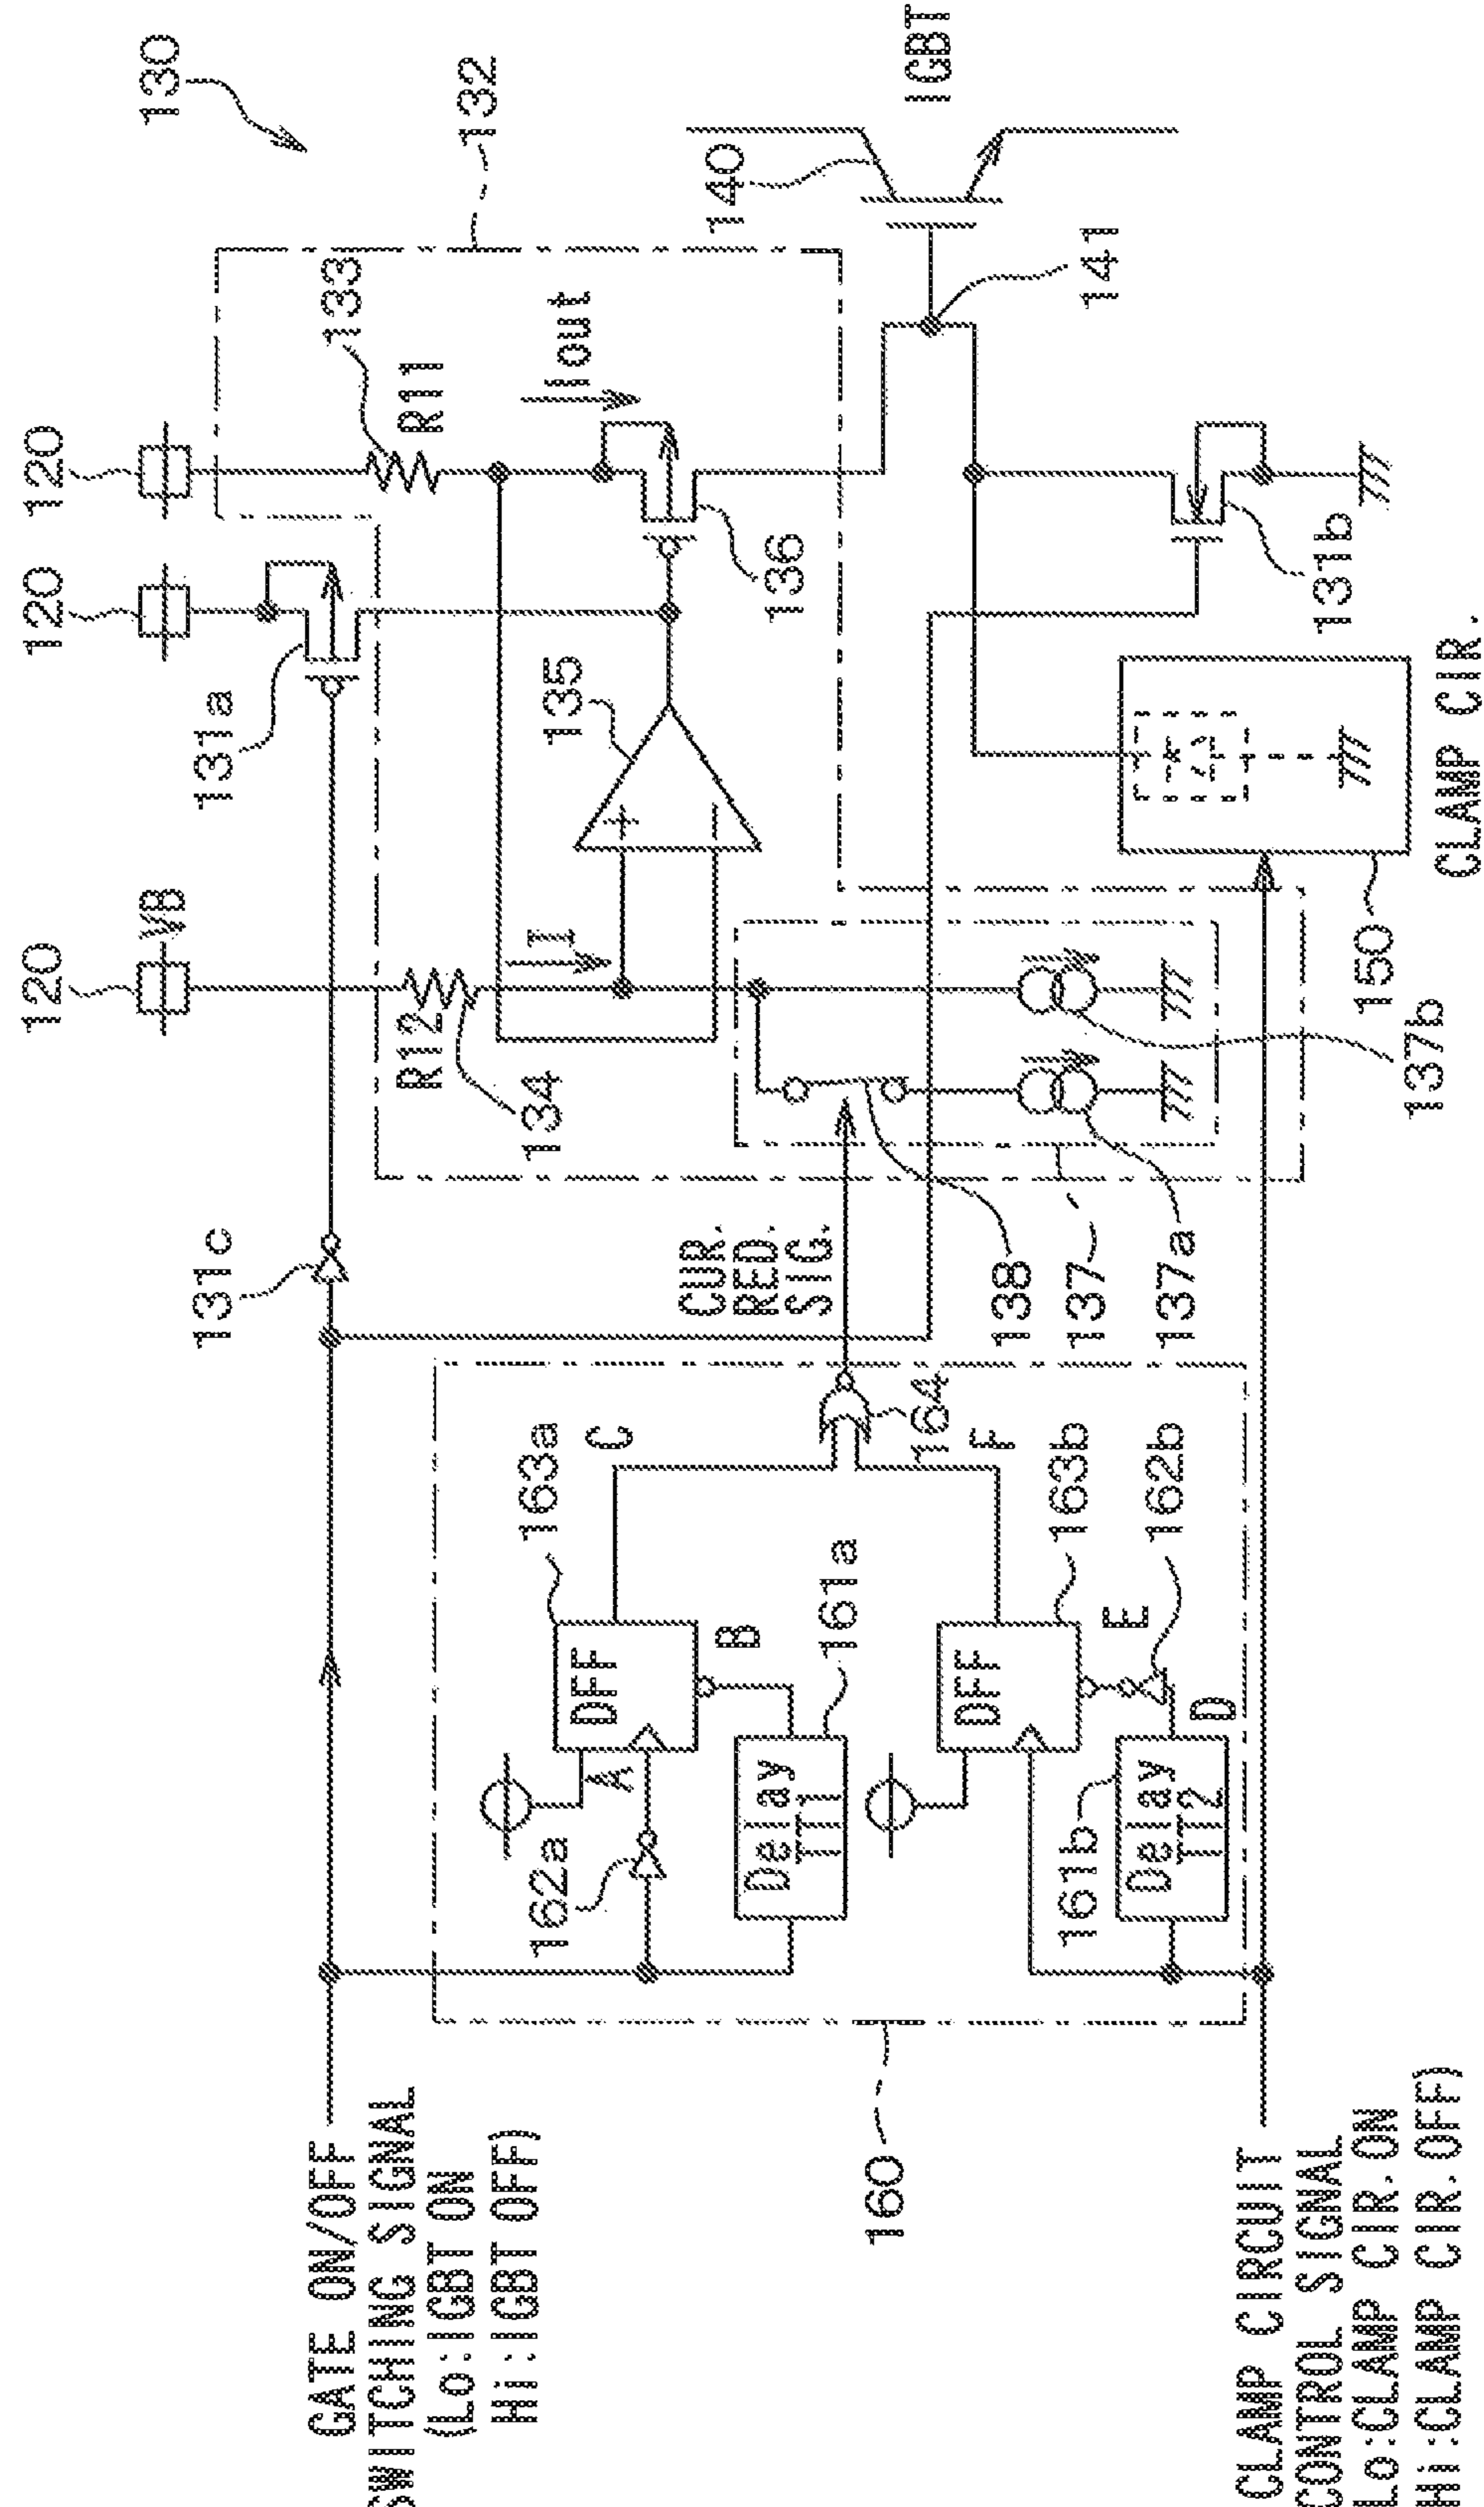 120
120
120
VB
130
131c
131a
GATE ON/OFF
SWITCHING SIGNAL
(Lo:IGBT ON
Hi:IGBT OFF)
133
R12
R11
132
134
162a
163a
135
I
Iout
DFF
A
C
CUR.
RED.
SIG.
140
B
Delay
TT1
136
161a
160
164
IGBT
DFF
F
138
161b
163b
137
141
E
Delay
TT2
162b
137a
D
CLAMP CIRCUIT
CONTROL SIGNAL
Lo:CLAMP CIR.ON
Hi:CLAMP CIR.OFF)
131b
150
137b
CLAMP CIR.